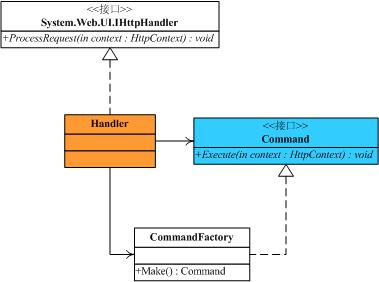 <<接口>>
System.Web.UI.IHttpHandler
+ProcessRequest(in context : HttpContext) : void
Handler
<<接口>>
Command
+Execute(in context : HttpContext) : void
CommandFactory
+Make() : Command